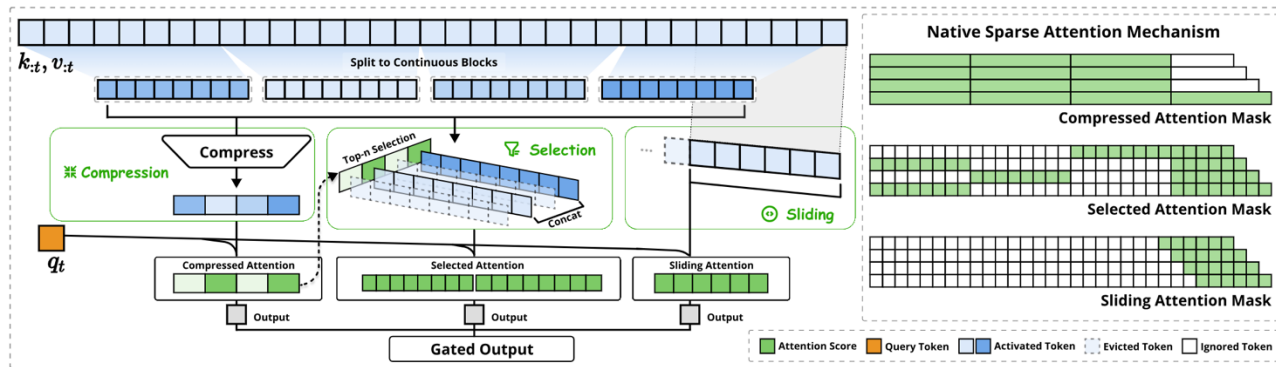 k:t, v:t
Split to Continuous Blocks
Compress
Compression
Top-n Selection
Selection
Concat
...
Sliding
qt
Compressed Attention
Selected Attention
Sliding Attention
Output
Output
Output
Gated Output
Native Sparse Attention Mechanism
Compressed Attention Mask
Selected Attention Mask
Sliding Attention Mask
Attention Score
Query Token
Activated Token
Evicted Token
Ignored Token